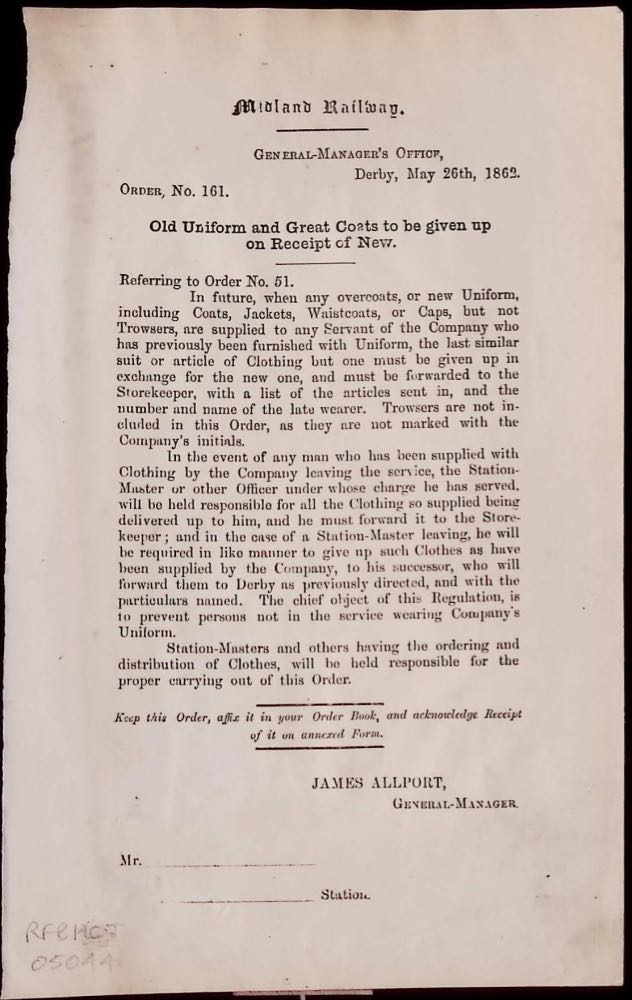 Midland Railway.
GENERAL-MANAGER'S OFFICE,
Derby, May 26th, 1862.
ORDER, No. 161.
Old Uniform and Great Coats to be given up
on Receipt of New.
Referring to Order No. 51.
In future, when any overcoats, or new Uniform,
including Coats, Jackets, Waistcoats, or Caps, but not
Trowsers, are supplied to any Servant of the Company who
has previously been furnished with Uniform, the last similar
suit or article of Clothing but one must be given up in
exchange for the new one, and must be forwarded to the
Storekeeper, with a list of the articles sent in, and the
number and name of the late wearer. Trowsers are not in-
cluded in this Order, as they are not marked with the
Company's initials.
In the event of any man who has been supplied with
Clothing by the Company leaving the service, the Station-
Master or other Officer under whose charge he has served,
will be held responsible for all the Clothing so supplied being
delivered up to him, and he must forward it to the Store-
keeper; and in the case of a Station-Master leaving, he will
be required in like manner to give up such Clothes as have
been supplied by the Company, to his successor, who will
forward them to Derby as previously directed, and with the
particulars named. The chief object of this Regulation, is
to prevent persons not in the service wearing Company's
Uniform.
Station-Masters and others having the ordering and
distribution of Clothes, will be held responsible for the
proper carrying out of this Order.
Keep this Order, affix it in your Order Book, and acknowledge Receipt
of it on annexed Form.
JAMES ALLPORT,
GENERAL-MANAGER.
Mr.
Station.
05044